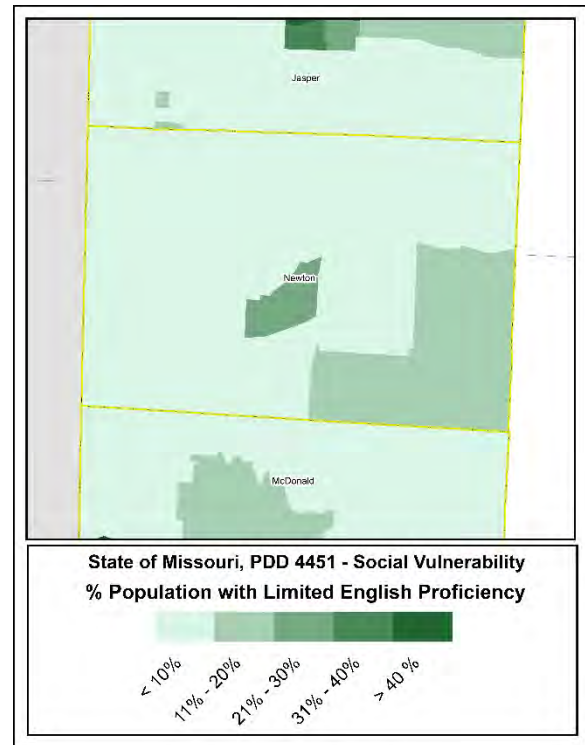 Jasper
Newton
McDonald
State of Missouri, PDD 4451 - Social Vulnerability
% Population with Limited English Proficiency
< 10%
11% - 20%
21% - 30%
31% - 40%
> 40 %